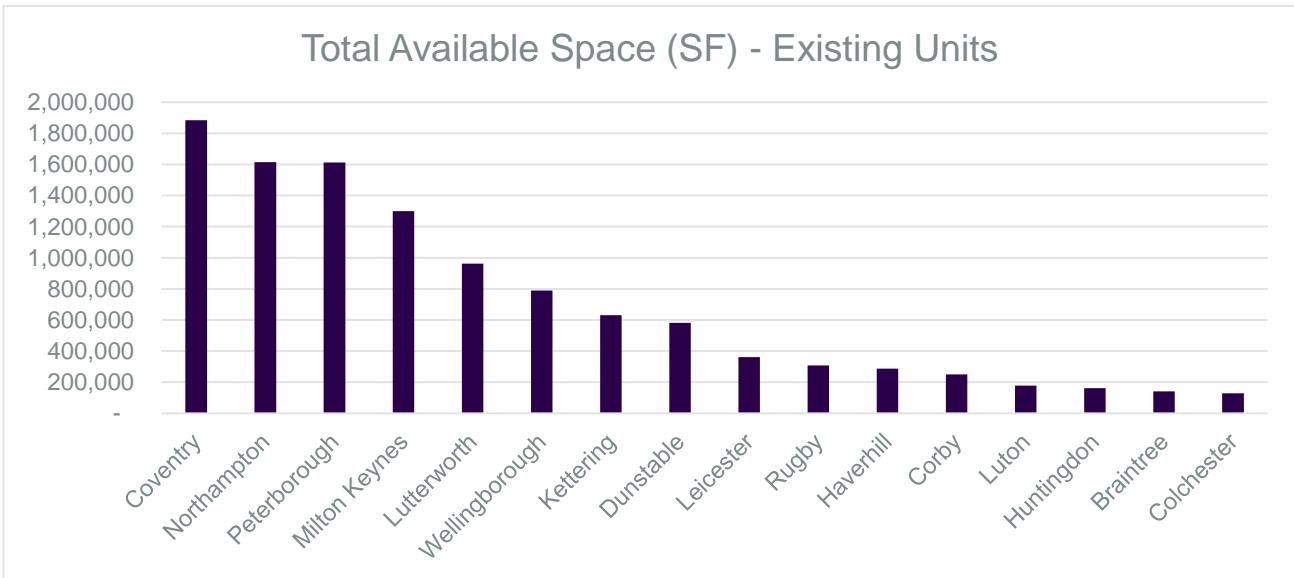 Total Available Space (SF) - Existing Units
2,000,000
1,800,000
1,600,000
1,400,000
1,200,000
1,000,000
800,000
600,000
400,000
200,000
-
Coventry
Northampton
Peterborough
Milton Keynes
Lutterworth
Wellingborough
Kettering
Dunstable
Leicester
Rugby
Haverhill
Corby
Luton
Huntingdon
Braintree
Colchester